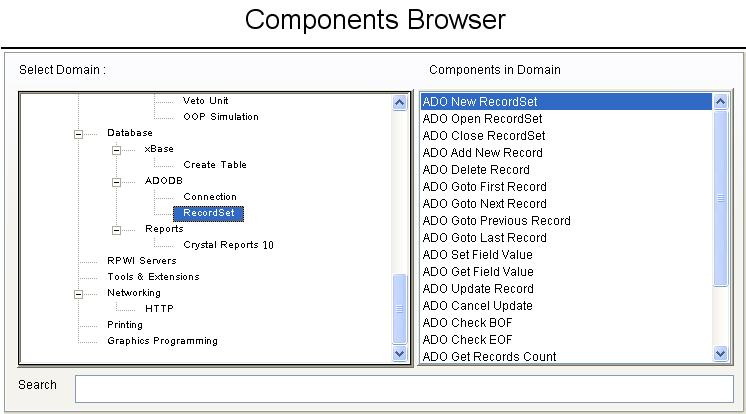 Components Browser
Select Domain :
Components in Domain
Veto Unit
OOP Simulation
Database
xBase
Create Table
ADODB
Connection
RecordSet
Reports
Crystal Reports 10
RPWI Servers
Tools & Extensions
Networking
HTTP
Printing
Graphics Programming
ADO New RecordSet
ADO Open RecordSet
ADO Close RecordSet
ADO Add New Record
ADO Delete Record
ADO Goto First Record
ADO Goto Next Record
ADO Goto Previous Record
ADO Goto Last Record
ADO Set Field Value
ADO Get Field Value
ADO Update Record
ADO Cancel Update
ADO Check BOF
ADO Check EOF
ADO Get Records Count
Search